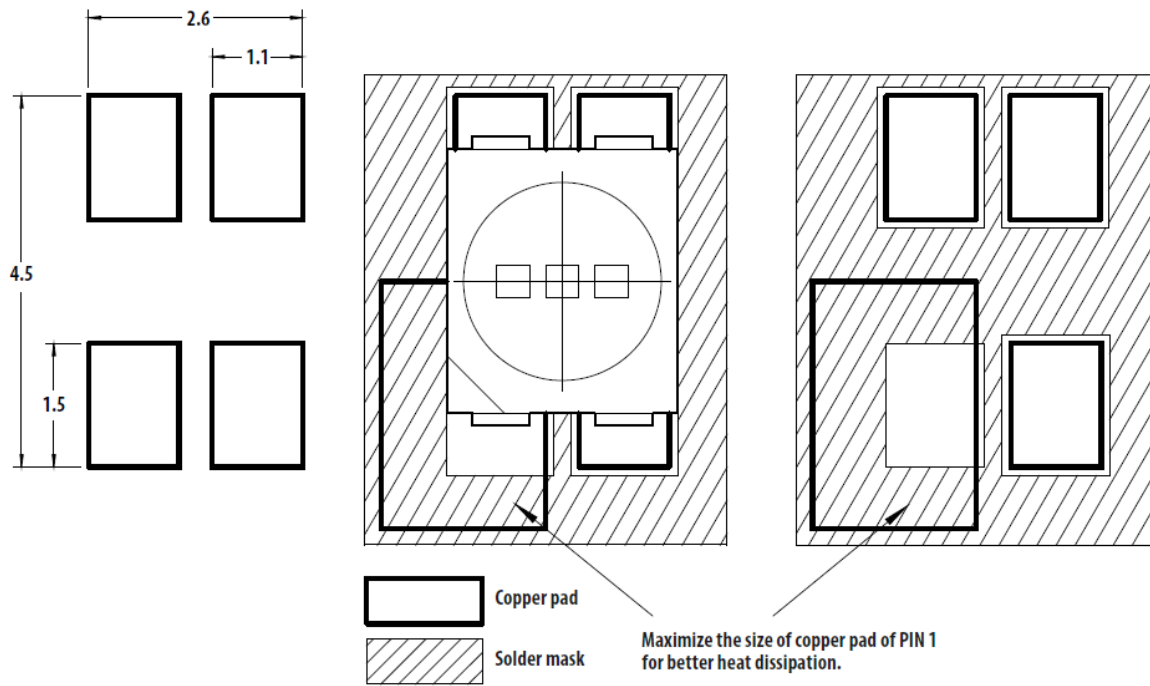 2.6
1.1
4.5
1.5
Copper pad
Solder mask
Maximize the size of copper pad of PIN 1
for better heat dissipation.